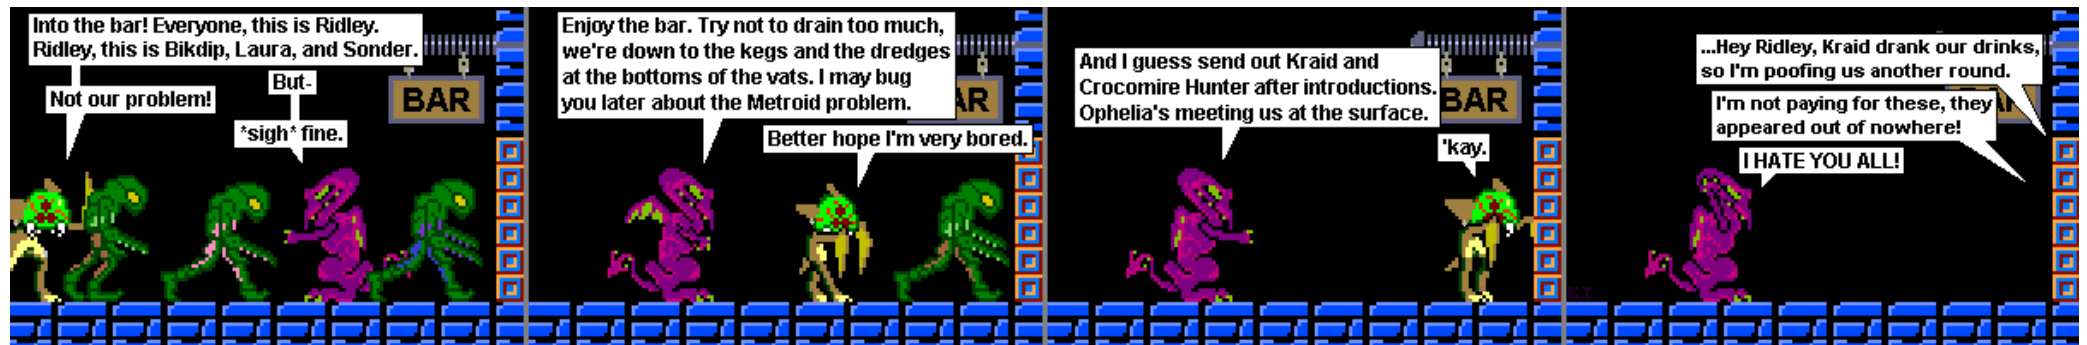 Into the bar! Everyone, this is Ridley.
Ridley, this is Bikdip, Laura, and Sonder.
Not our problem!
But-
*sigh* fine.
BAR
Enjoy the bar. Try not to drain too much,
we're down to the kegs and the dredges
at the bottoms of the vats. I may bug
you later about the Metroid problem.
Better hope I'm very bored.
AR
And I guess send out Kraid and
Crocomire Hunter after introductions.
Ophelia's meeting us at the surface.
'kay.
BAR
...Hey Ridley, Kraid drank our drinks,
so I'm poofing us another round.
I'm not paying for these, they
appeared out of nowhere!
I HATE YOU ALL!